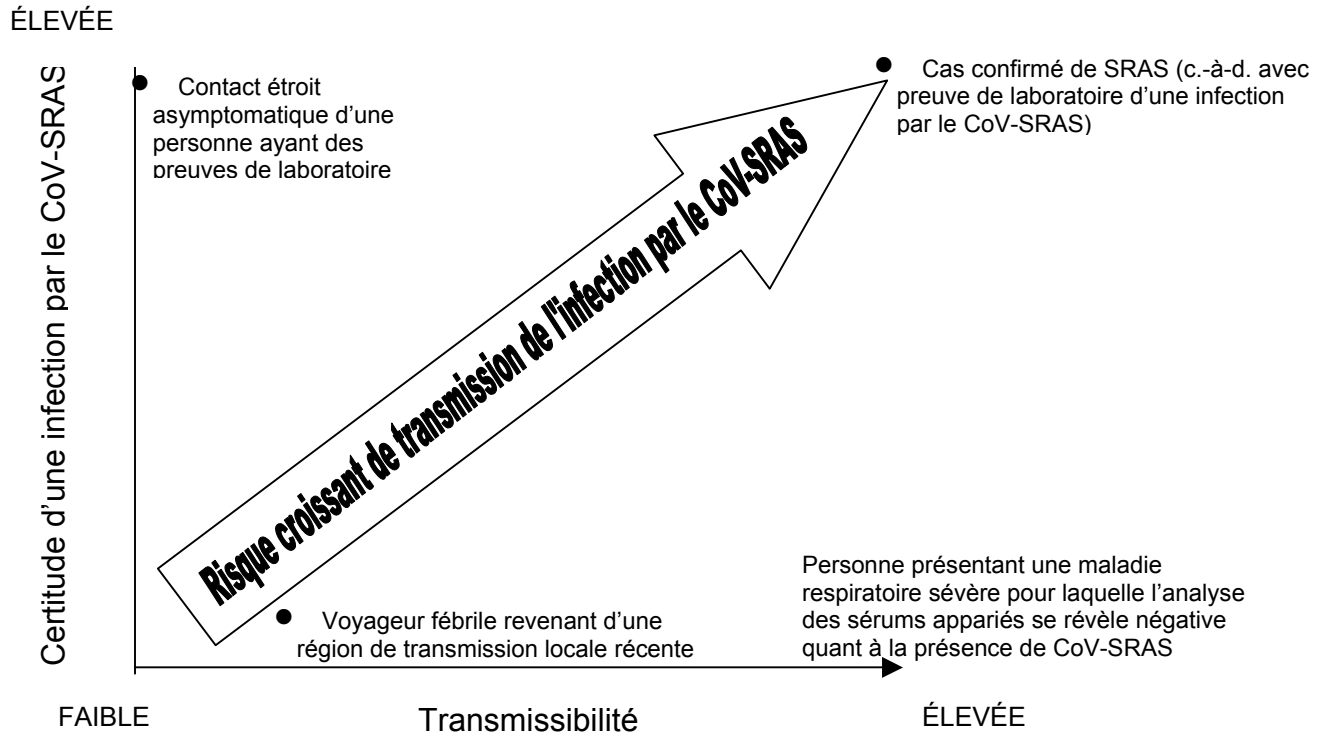 ÉLEVÉE
Certitude d'une infection par le CoV-SRAS
● Contact étroit
asymptomatique d'une
personne ayant des
preuves de laboratoire
● Cas confirmé de SRAS (c.-à-d. avec
preuve de laboratoire d'une infection
par le CoV-SRAS)
Risque croissant de transmission de l'infection par le CoV-SRAS
● Voyageur fébrile revenant d'une
région de transmission locale récente
Personne présentant une maladie
respiratoire sévère pour laquelle l'analyse
des sérums appariés se révèle négative
quant à la présence de CoV-SRAS
FAIBLE
Transmissibilité
ÉLEVÉE